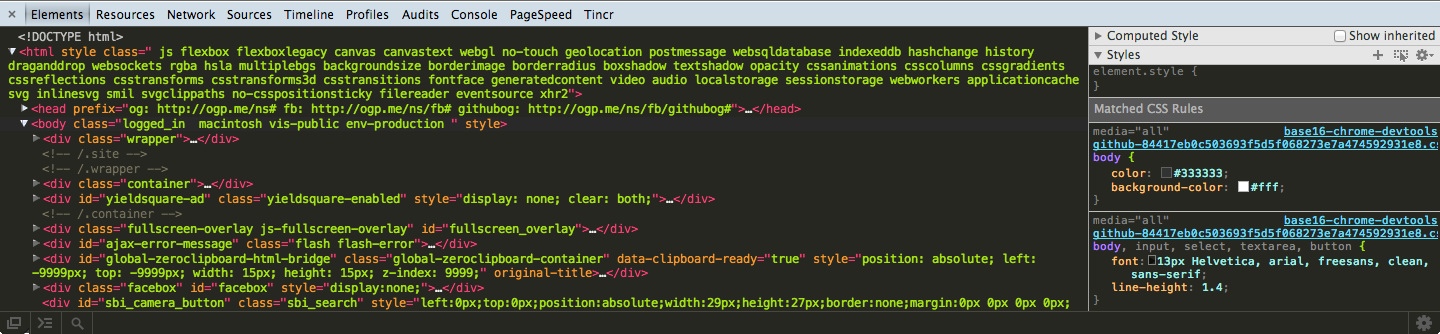 × Elements Resources Network Sources Timeline Profiles Audits Console PageSpeed Tincr
<!DOCTYPE html>
▼<html style class=" js flexbox flexboxlegacy canvas canvastext webgl no-touch geolocation postmessage websqldatabase indexeddb hashchange history
draganddrop websockets rgba hsla multiplebgs backgroundsize borderimage borderradius boxshadow textshadow opacity cssanimations csscolumns cssgradients
cssreflections csstransforms csstransforms3d csstransitions fontface generatedcontent video audio localstorage sessionstorage webworkers applicationcache
svg inlinesvg smil svgclippaths no-csspositionsticky filereader eventsource xhr2">
▶<head prefix="og: http://ogp.me/ns# fb: http://ogp.me/ns/fb# githubog: http://ogp.me/ns/fb/githubog#">…</head>
▼<body class="logged_in  macintosh vis-public env-production " style>
▶<div class="wrapper">…</div>
<!-- /.site -->
<!-- /.wrapper -->
▶<div class="container">…</div>
▶<div id="yieldsquare-ad" class="yieldsquare-enabled" style="display: none; clear: both;">…</div>
<!-- /.container -->
▶<div class="fullscreen-overlay js-fullscreen-overlay" id="fullscreen_overlay">…</div>
▶<div id="ajax-error-message" class="flash flash-error">…</div>
▶<div id="global-zeroclipboard-html-bridge" class="global-zeroclipboard-container" data-clipboard-ready="true" style="position: absolute; left:
-9999px; top: -9999px; width: 15px; height: 15px; z-index: 9999;" original-title>…</div>
▶<div class="facebox" id="facebox" style="display:none;">…</div>
<div id="sbi_camera_button" class="sbi_search" style="left:0px;top:0px;position:absolute;width:29px;height:27px;border:none;margin:0px 0px 0px 0px;
▶ Computed Style Show inherited
▼ Styles
element.style {
}
Matched CSS Rules
media="all" base16-chrome-devtools
github-84417eb0c503693f5d5f068273e7a474592931e8.cs
body {
color: #333333;
background-color: #fff;
}
media="all" base16-chrome-devtools
github-84417eb0c503693f5d5f068273e7a474592931e8.cs
body, input, select, textarea, button {
font: 13px Helvetica, arial, freesans, clean,
sans-serif;
line-height: 1.4;
}